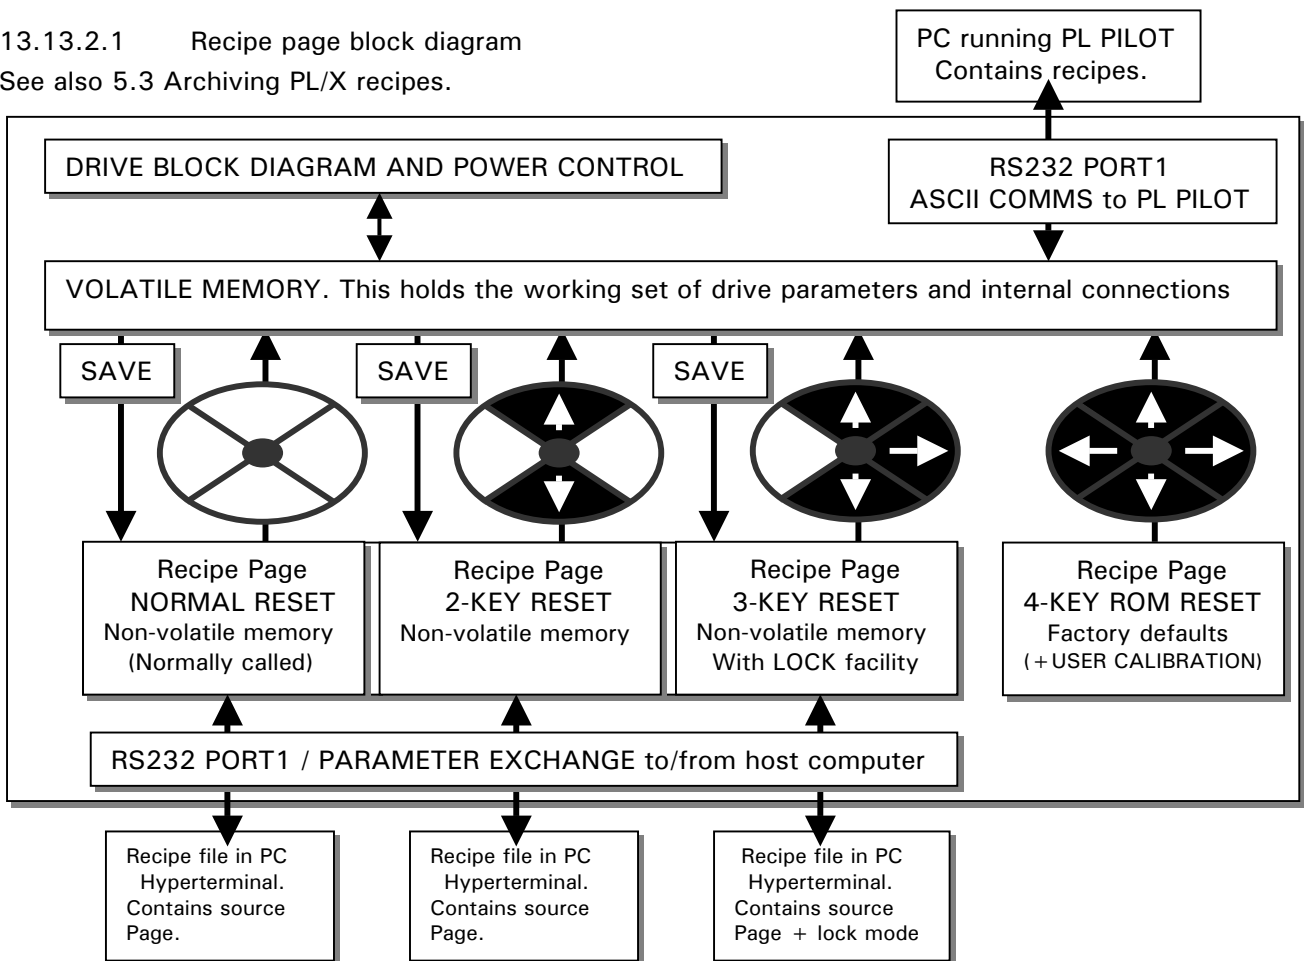 13.13.2.1 Recipe page block diagram
See also 5.3 Archiving PL/X recipes.
PC running PL PILOT
Contains recipes.
DRIVE BLOCK DIAGRAM AND POWER CONTROL
RS232 PORT1
ASCII COMMS to PL PILOT
VOLATILE MEMORY. This holds the working set of drive parameters and internal connections
SAVE
SAVE
SAVE
Recipe Page
NORMAL RESET
Non-volatile memory
(Normally called)
Recipe Page
2-KEY RESET
Non-volatile memory
Recipe Page
3-KEY RESET
Non-volatile memory
With LOCK facility
Recipe Page
4-KEY ROM RESET
Factory defaults
(+USER CALIBRATION)
RS232 PORT1 / PARAMETER EXCHANGE to/from host computer
Recipe file in PC
Hyperterminal.
Contains source
Page.
Recipe file in PC
Hyperterminal.
Contains source
Page.
Recipe file in PC
Hyperterminal.
Contains source
Page + lock mode